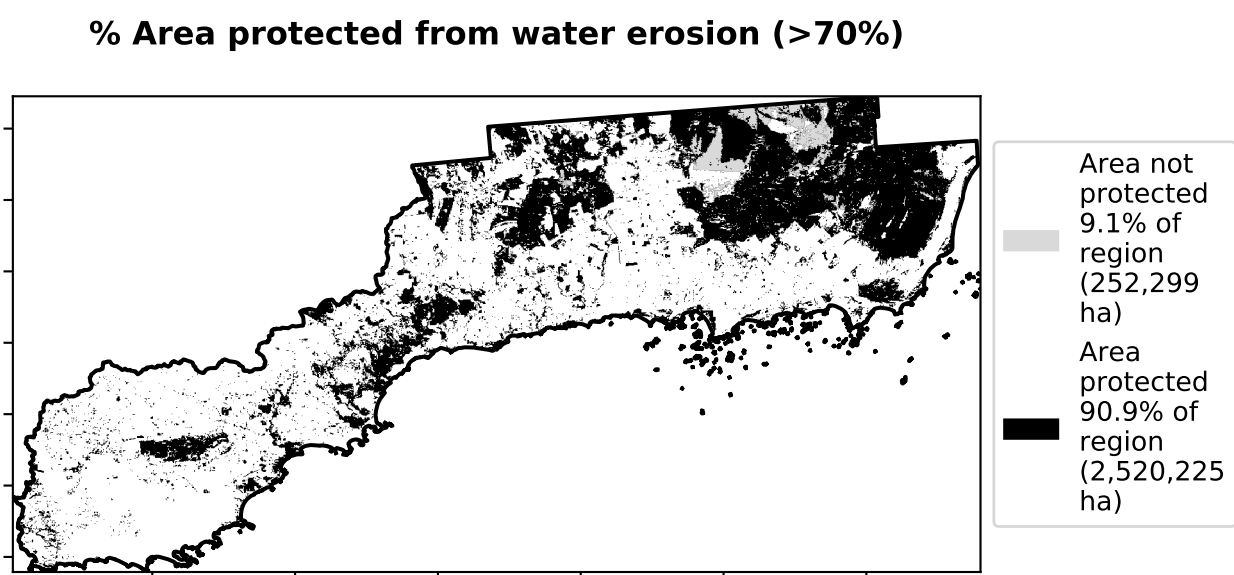 % Area protected from water erosion (>70%)
Area not
protected
9.1% of
region
(252,299
ha)
Area
protected
90.9% of
region
(2,520,225
ha)